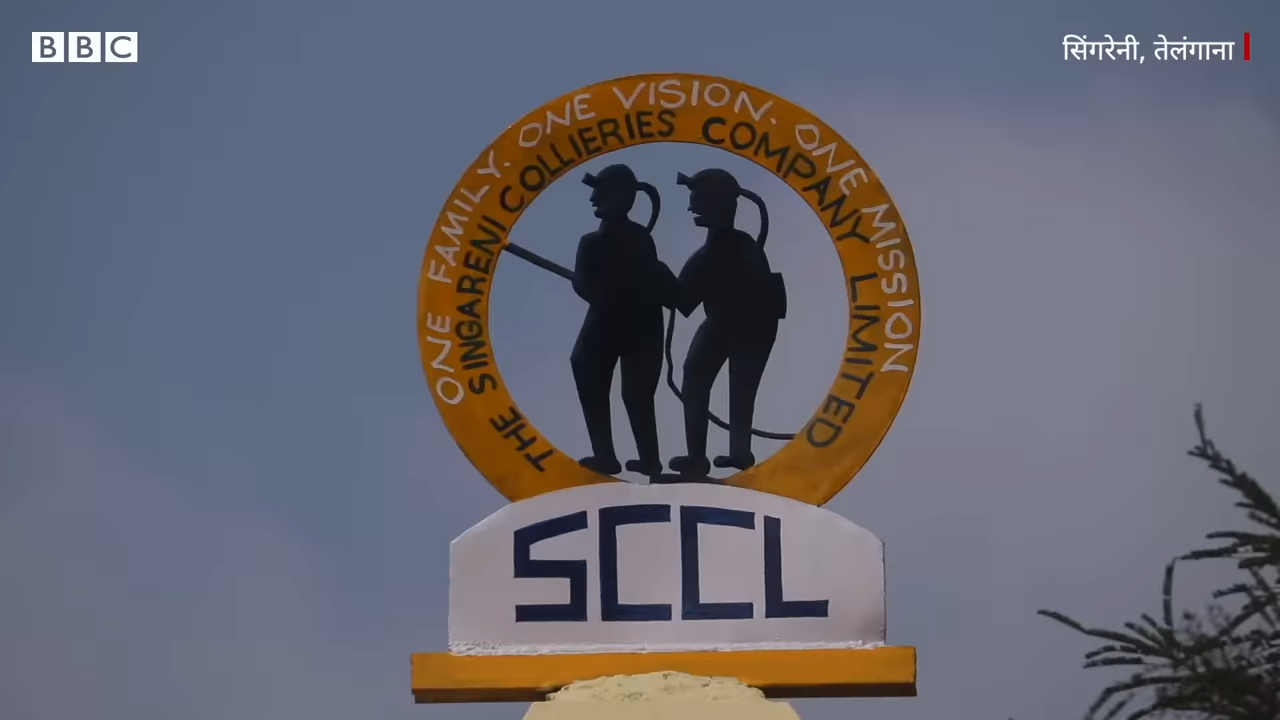 BBC
सिंगरेनी, तेलंगाना
ONE FAMILY. ONE VISION. ONE MISSION
THE SINGARENI COLLIERIES COMPANY LIMITED
SCCL